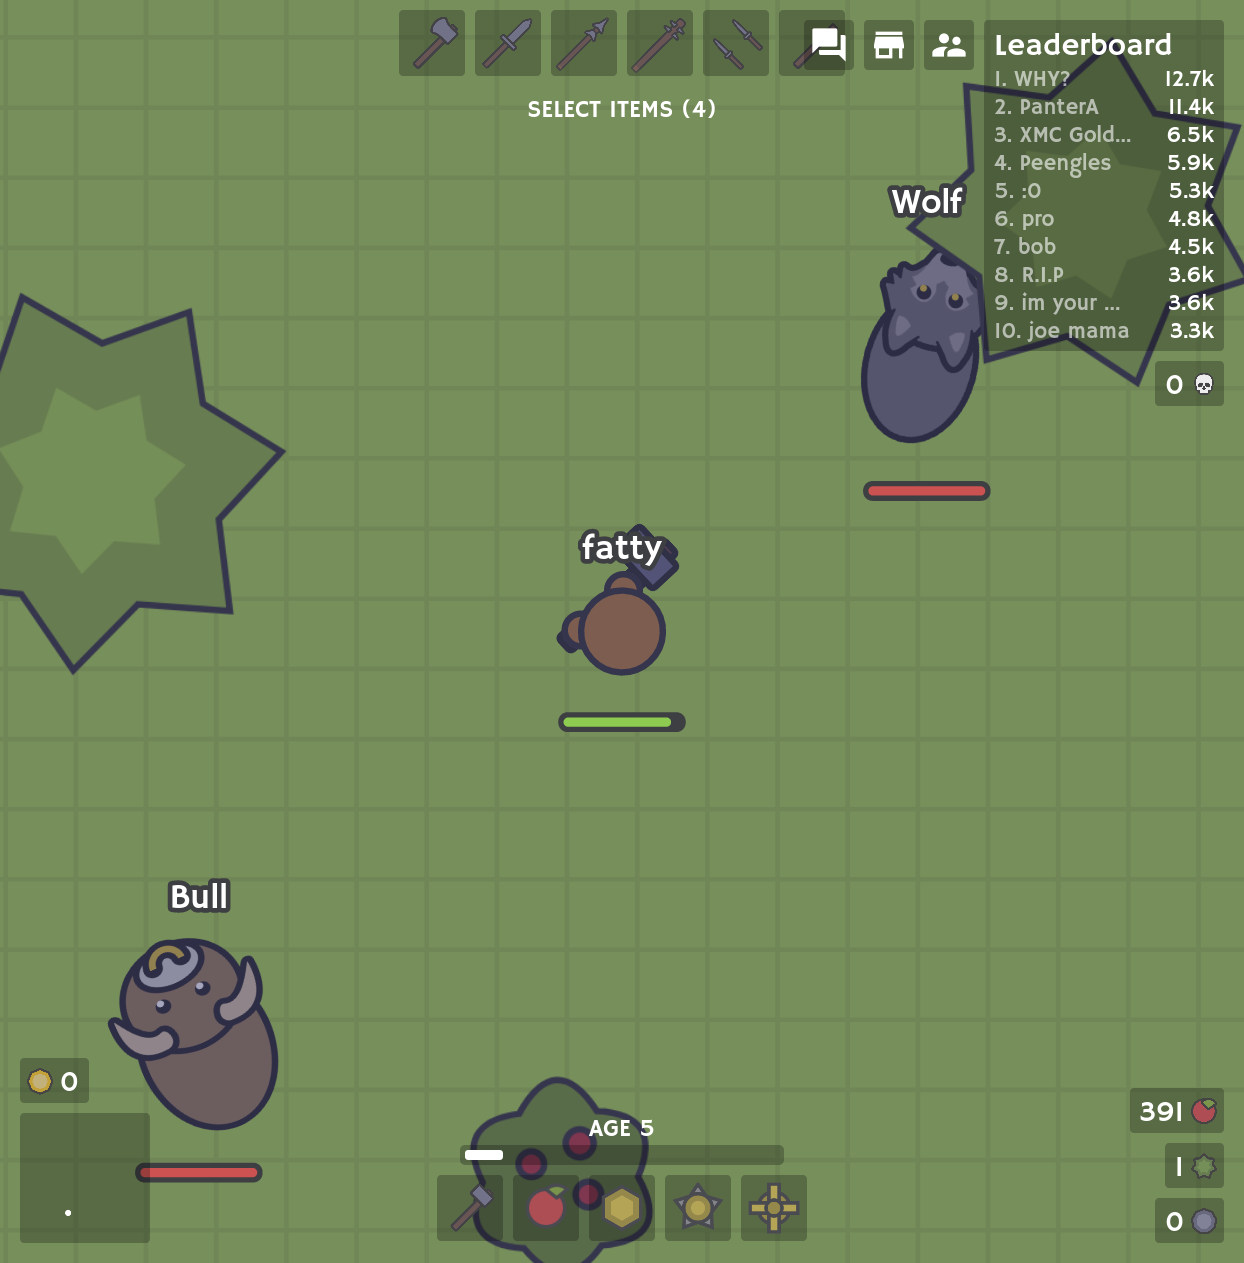 SELECT ITEMS (4)
Leaderboard
1. WHY? 12.7k
2. PanterA 11.4k
3. XMC Gold... 6.5k
4. Peengles 5.9k
5. :0 5.3k
6. pro 4.8k
7. bob 4.5k
8. R.I.P 3.6k
9. im your ... 3.6k
10. joe mama 3.3k
Wolf
0
fatty
Bull
0
391
AGE 5
1
0